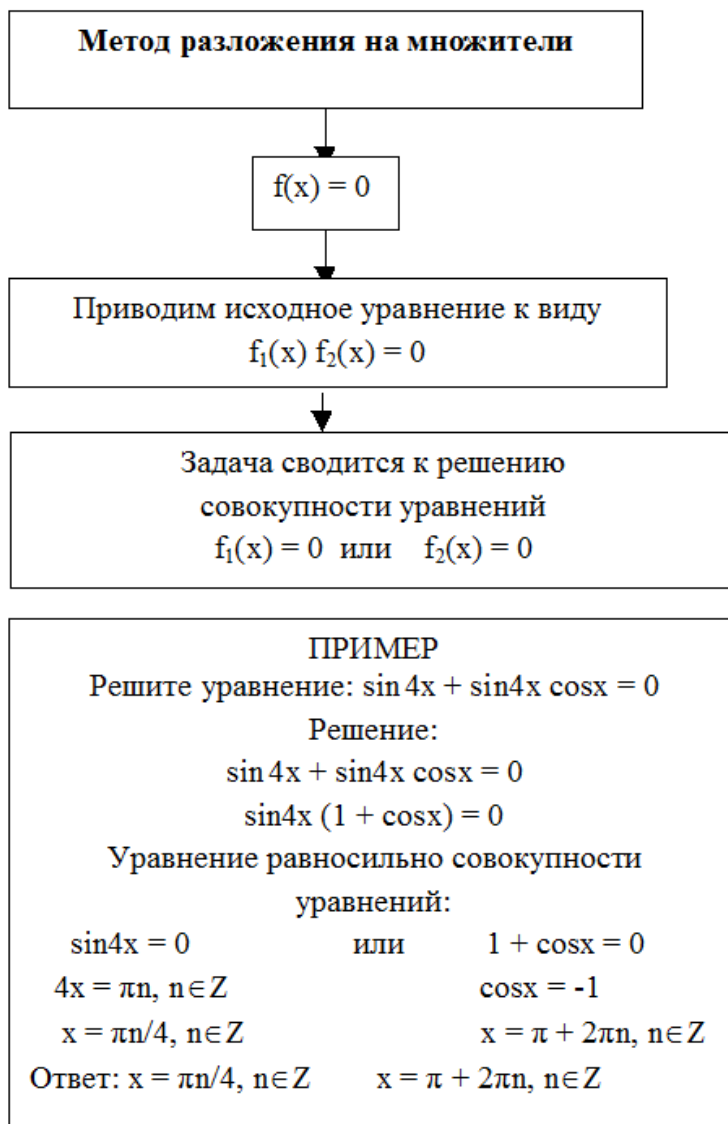 Метод разложения на множители
f(x) = 0
Приводим исходное уравнение к виду
f₁(x) f₂(x) = 0
Задача сводится к решению
совокупности уравнений
f₁(x) = 0 или f₂(x) = 0
ПРИМЕР
Решите уравнение: sin 4x + sin4x cosx = 0
Решение:
sin 4x + sin4x cosx = 0
sin4x (1 + cosx) = 0
Уравнение равносильно совокупности
уравнений:
sin4x = 0 или 1 + cosx = 0
4x = πn, n∈Z cosx = -1
x = πn/4, n∈Z x = π + 2πn, n∈Z
Ответ: x = πn/4, n∈Z x = π + 2πn, n∈Z